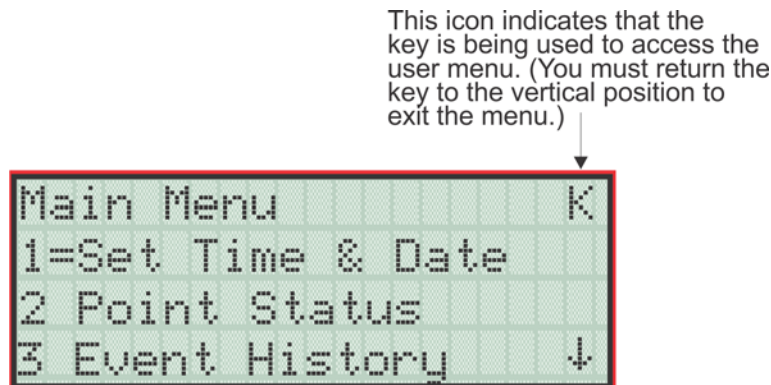 This icon indicates that the
key is being used to access the
user menu. (You must return the
key to the vertical position to
exit the menu.)
Main Menu K
1=Set Time & Date
2 Point Status
3 Event History ↓